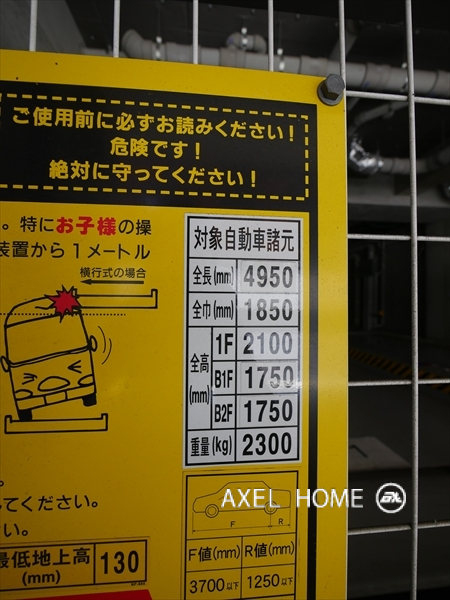 ご使用前に必ずお読みください！
危険です！
絶対に守ってください！
。特にお子様の操
装置から1メートル
横行式の場合
対象自動車諸元
全長(mm) 4950
全巾(mm) 1850
全高(mm) 1F 2100
B1F 1750
B2F 1750
重量(kg) 2300
AXEL HOME
F R
F値(mm) R値(mm)
3700以下 1250以下
てください。
い。
最低地上高(mm) 130